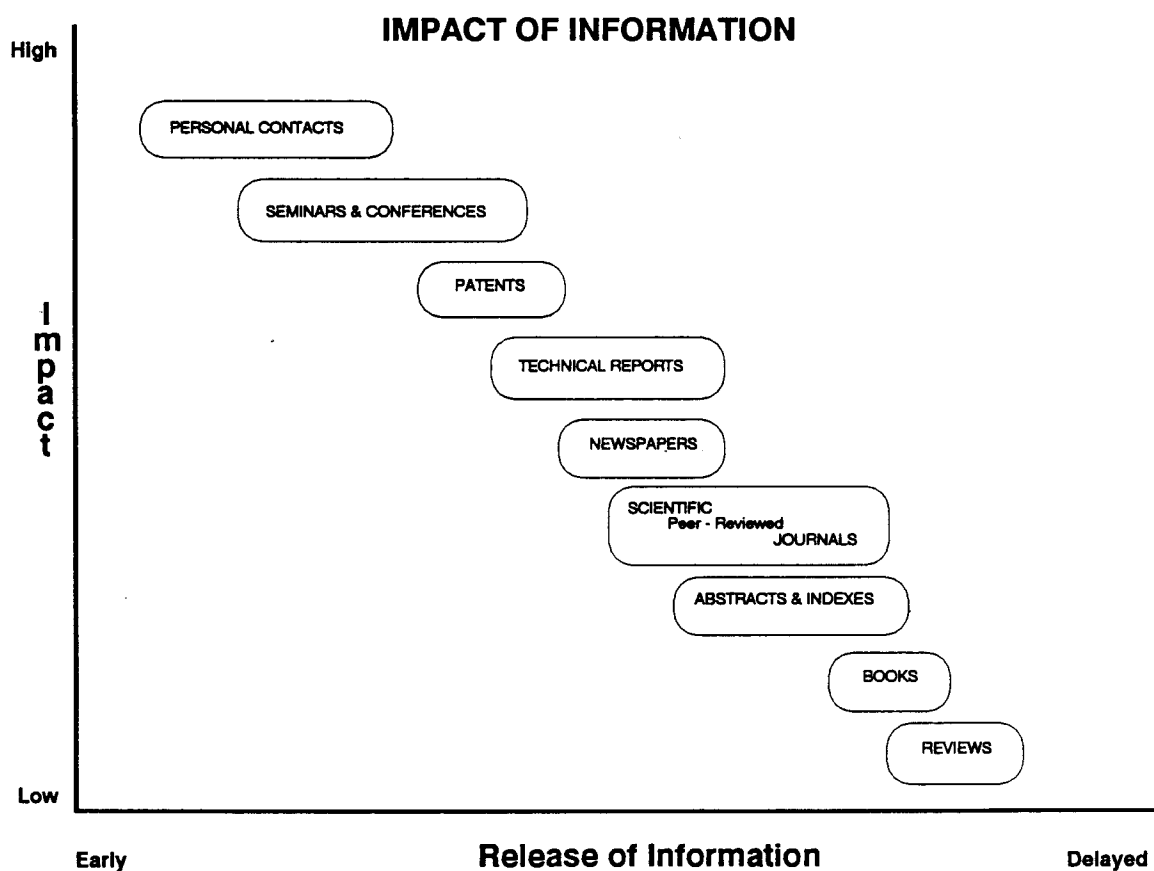 IMPACT OF INFORMATION
High
PERSONAL CONTACTS
SEMINARS & CONFERENCES
PATENTS
Impact
TECHNICAL REPORTS
NEWSPAPERS
SCIENTIFIC
Peer - Reviewed
JOURNALS
ABSTRACTS & INDEXES
BOOKS
REVIEWS
Low
Early
Release of Information
Delayed